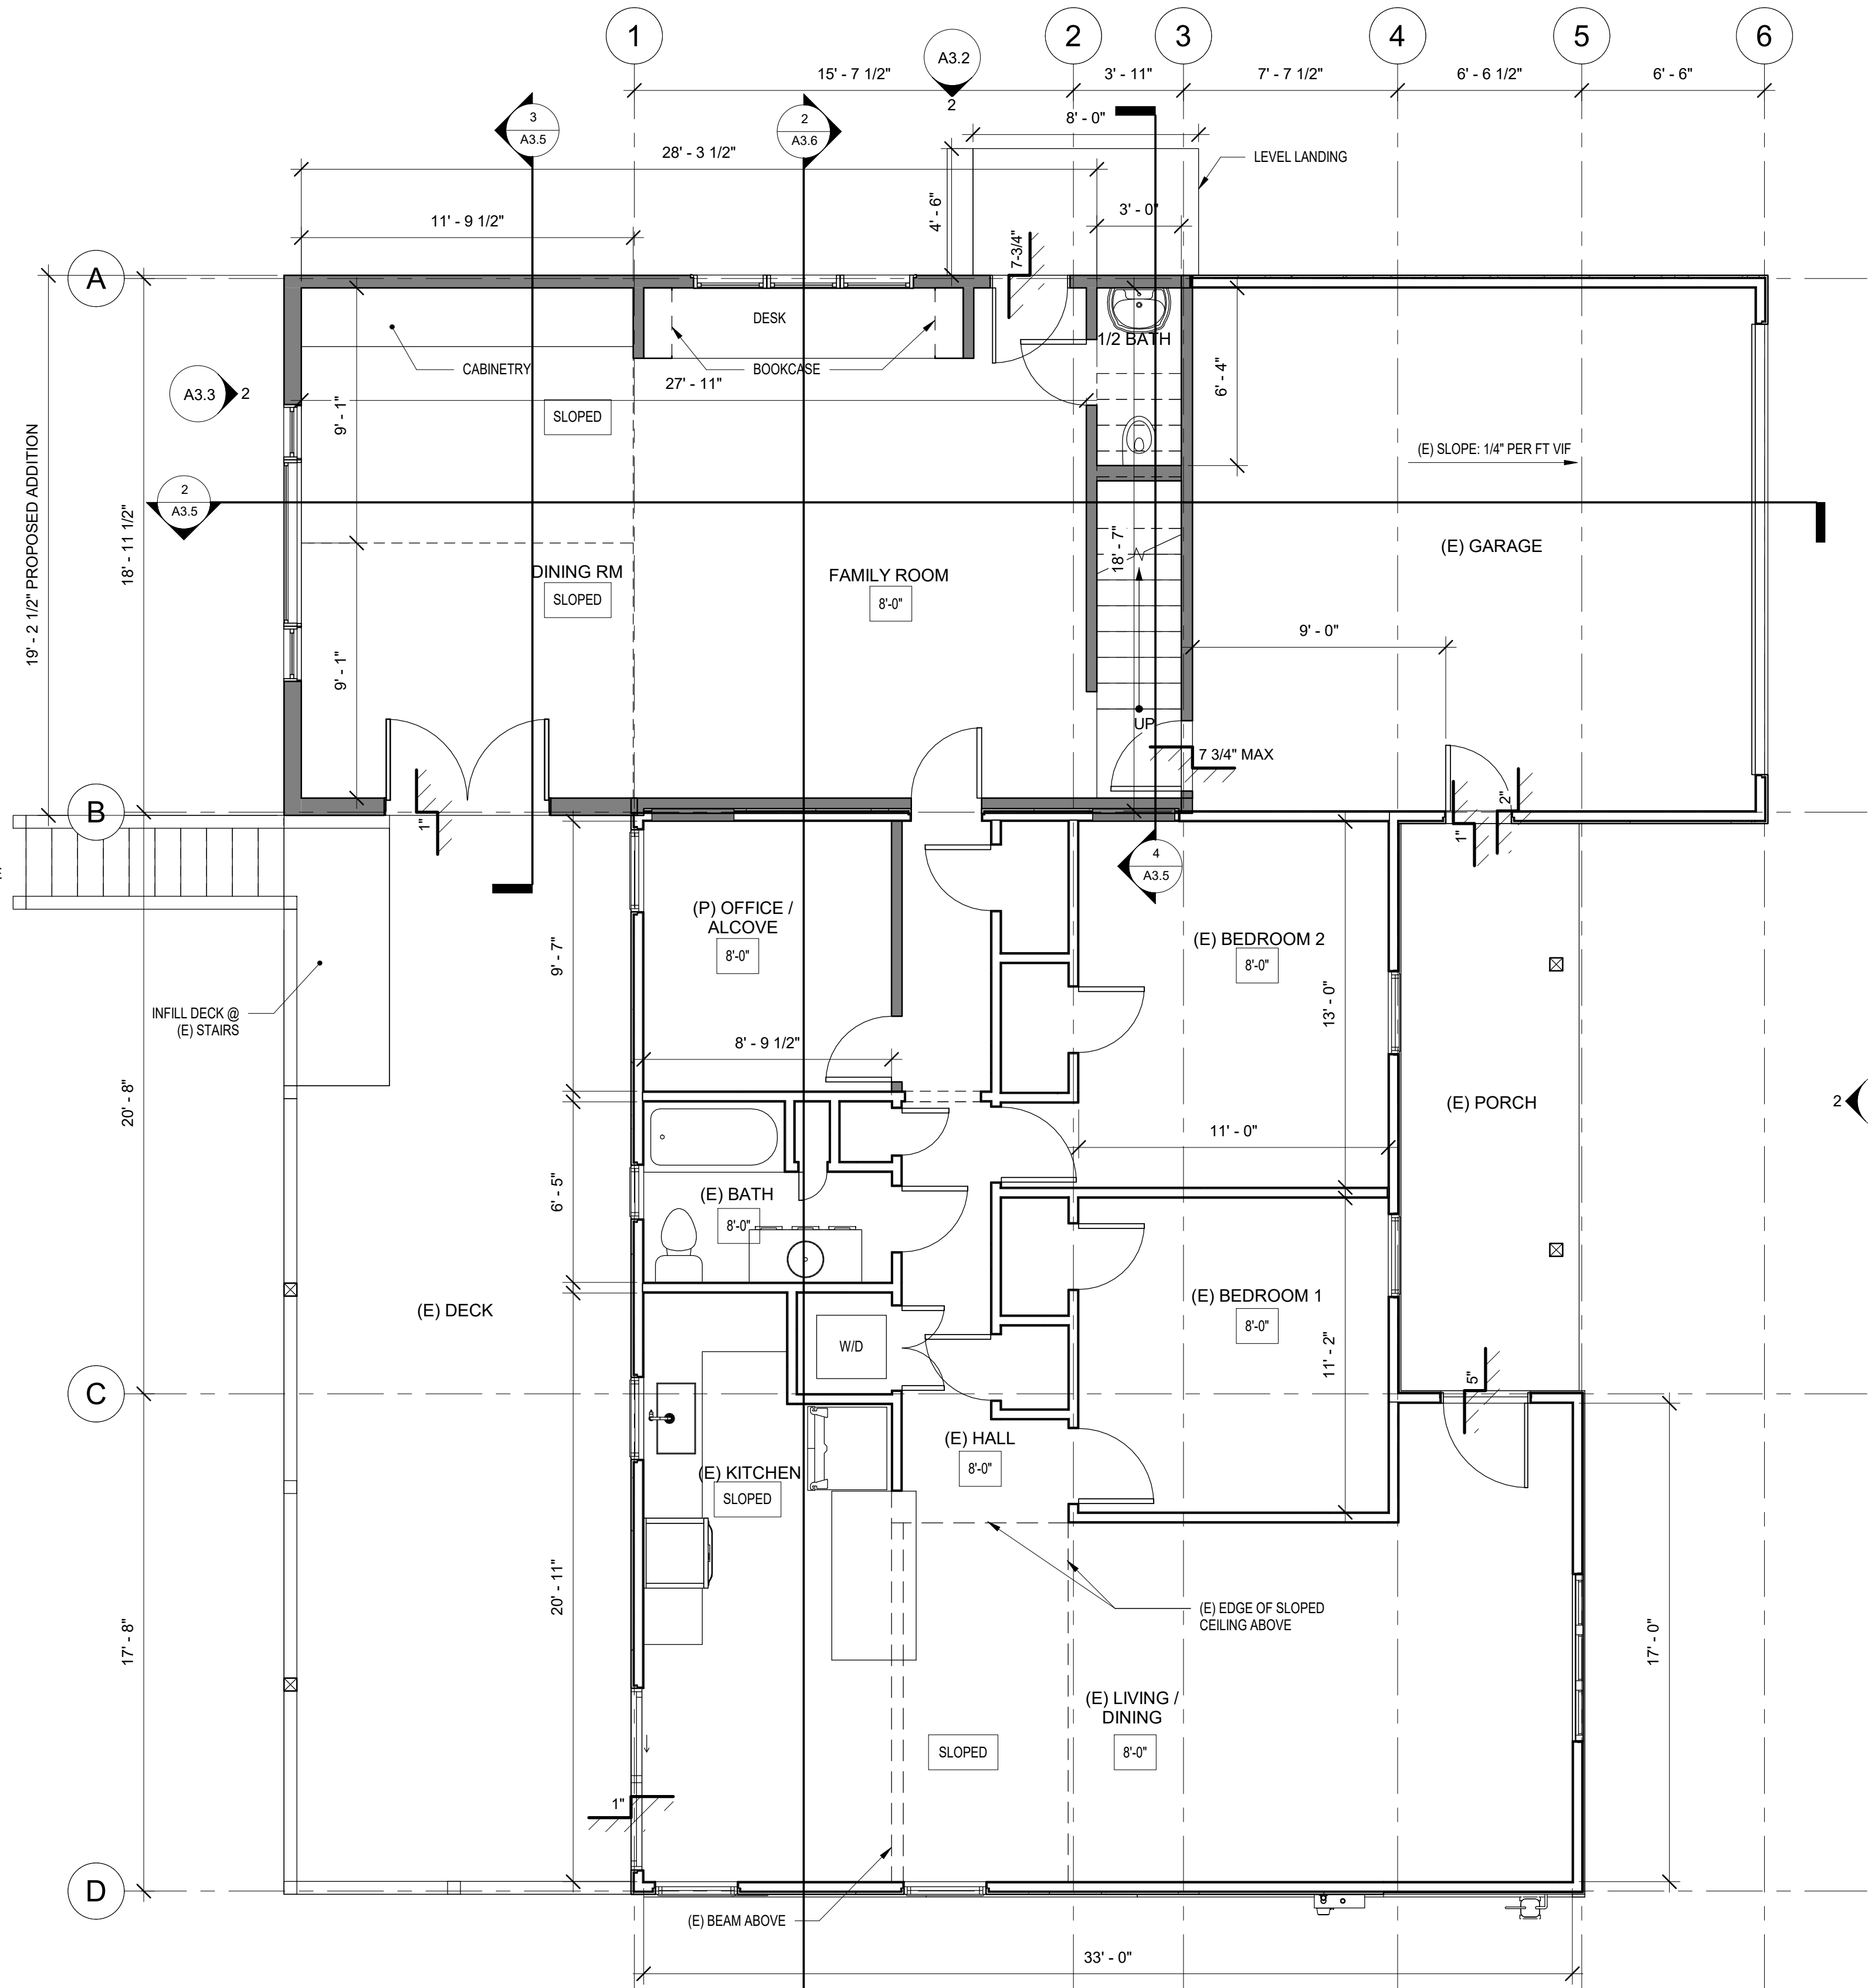 1
2
3
4
5
6
A3.2
2
15' - 7 1/2"
3' - 11"
7' - 7 1/2"
6' - 6 1/2"
6' - 6"
3
A3.5
2
A3.6
8' - 0"
28' - 3 1/2"
LEVEL LANDING
11' - 9 1/2"
4' - 6"
3' - 0"
7-3/4"
A
DESK
1/2 BATH
CABINETRY
BOOKCASE
27' - 11"
A3.3
2
9' - 1"
SLOPED
6' - 4"
(E) SLOPE: 1/4" PER FT VIF
19' - 2 1/2" PROPOSED ADDITION
18' - 11 1/2"
2
A3.5
18' - 7"
(E) GARAGE
DINING RM
SLOPED
FAMILY ROOM
8'-0"
9' - 1"
9' - 0"
UP
7 3/4" MAX
B
1"
1"
2"
4
A3.5
(P) OFFICE /
ALCOVE
8'-0"
(E) BEDROOM 2
8'-0"
9' - 7"
INFILL DECK @
(E) STAIRS
13' - 0"
8' - 9 1/2"
20' - 8"
(E) PORCH
2
11' - 0"
6' - 5"
(E) BATH
8'-0"
(E) DECK
(E) BEDROOM 1
8'-0"
W/D
11' - 2"
C
5"
(E) HALL
8'-0"
(E) KITCHEN
SLOPED
20' - 11"
17' - 8"
(E) EDGE OF SLOPED
CEILING ABOVE
17' - 0"
(E) LIVING /
DINING
SLOPED
8'-0"
1"
D
(E) BEAM ABOVE
33' - 0"